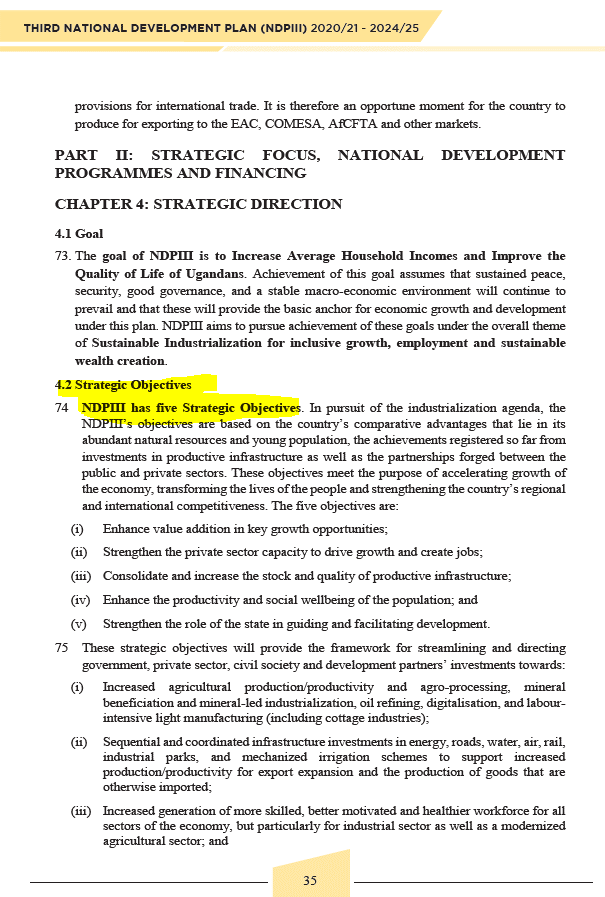 THIRD NATIONAL DEVELOPMENT PLAN (NDPIII) 2020/21 - 2024/25
provisions for international trade. It is therefore an opportune moment for the country to
produce for exporting to the EAC, COMESA, AfCFTA and other markets.
PART II: STRATEGIC FOCUS, NATIONAL DEVELOPMENT
PROGRAMMES AND FINANCING
CHAPTER 4: STRATEGIC DIRECTION
4.1 Goal
73. The goal of NDPIII is to Increase Average Household Incomes and Improve the
Quality of Life of Ugandans. Achievement of this goal assumes that sustained peace,
security, good governance, and a stable macro-economic environment will continue to
prevail and that these will provide the basic anchor for economic growth and development
under this plan. NDPIII aims to pursue achievement of these goals under the overall theme
of Sustainable Industrialization for inclusive growth, employment and sustainable
wealth creation.
4.2 Strategic Objectives
74 NDPIII has five Strategic Objectives. In pursuit of the industrialization agenda, the
NDPIII's objectives are based on the country's comparative advantages that lie in its
abundant natural resources and young population, the achievements registered so far from
investments in productive infrastructure as well as the partnerships forged between the
public and private sectors. These objectives meet the purpose of accelerating growth of
the economy, transforming the lives of the people and strengthening the country's regional
and international competitiveness. The five objectives are:
(i) Enhance value addition in key growth opportunities;
(ii) Strengthen the private sector capacity to drive growth and create jobs;
(iii) Consolidate and increase the stock and quality of productive infrastructure;
(iv) Enhance the productivity and social wellbeing of the population; and
(v) Strengthen the role of the state in guiding and facilitating development.
75 These strategic objectives will provide the framework for streamlining and directing
government, private sector, civil society and development partners' investments towards:
(i) Increased agricultural production/productivity and agro-processing, mineral
beneficiation and mineral-led industrialization, oil refining, digitalisation, and labour-
intensive light manufacturing (including cottage industries);
(ii) Sequential and coordinated infrastructure investments in energy, roads, water, air, rail,
industrial parks, and mechanized irrigation schemes to support increased
production/productivity for export expansion and the production of goods that are
otherwise imported;
(iii) Increased generation of more skilled, better motivated and healthier workforce for all
sectors of the economy, but particularly for industrial sector as well as a modernized
agricultural sector; and
35